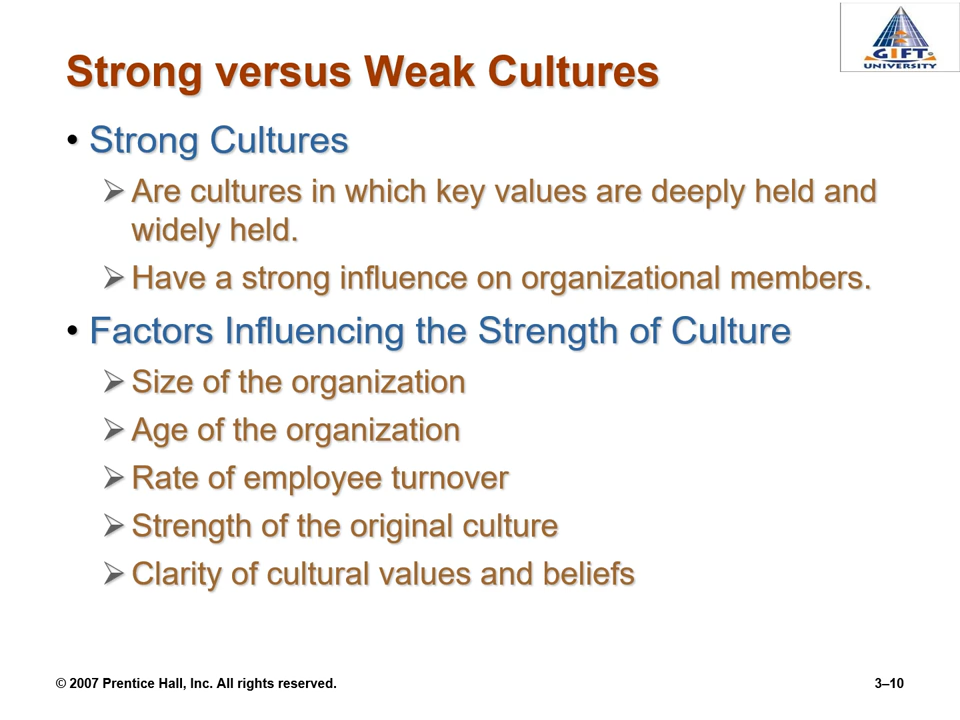 GIFT
UNIVERSITY
Strong versus Weak Cultures
• Strong Cultures
➢ Are cultures in which key values are deeply held and
widely held.
➢ Have a strong influence on organizational members.
• Factors Influencing the Strength of Culture
➢ Size of the organization
➢ Age of the organization
➢ Rate of employee turnover
➢ Strength of the original culture
➢ Clarity of cultural values and beliefs
© 2007 Prentice Hall, Inc. All rights reserved.
3–10